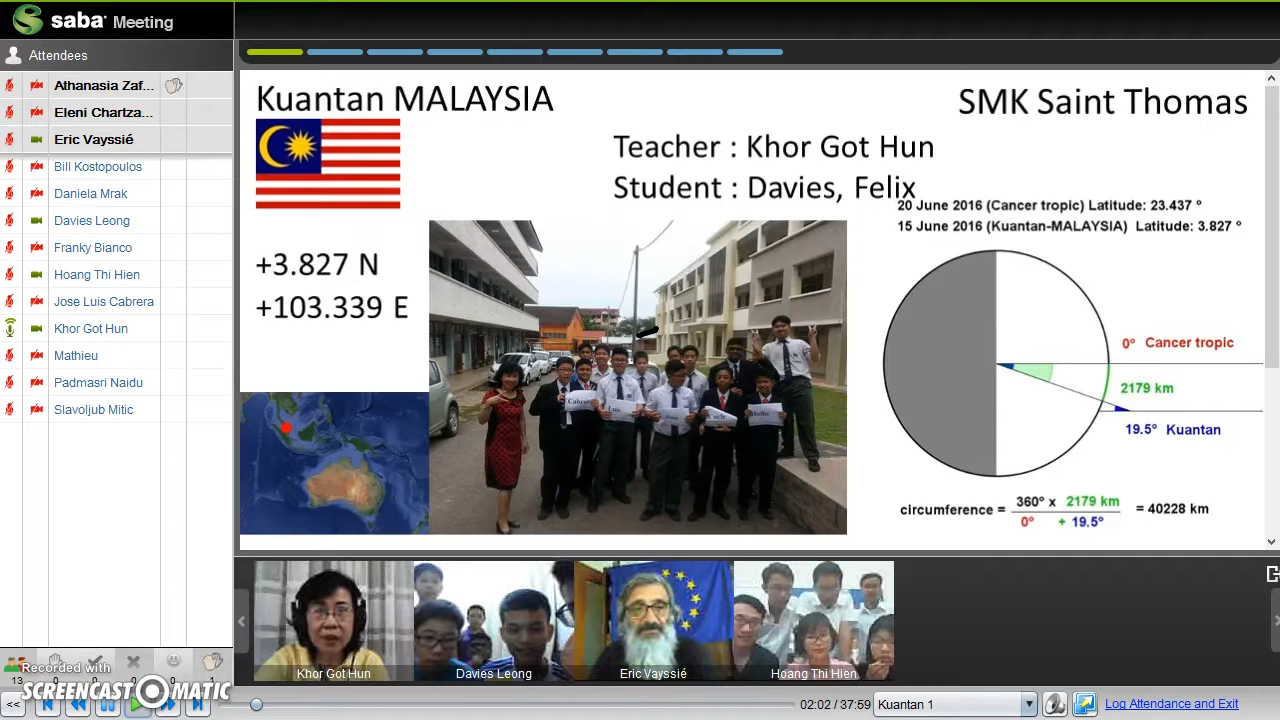 saba Meeting
Attendees
Athanasia Zaf...
Eleni Chartza...
Eric Vayssié
Bill Kostopoulos
Daniela Mrak
Davies Leong
Franky Bianco
Hoang Thi Hien
Jose Luis Cabrera
Khor Got Hun
Mathieu
Padmasri Naidu
Slavoljub Mitic
Kuantan MALAYSIA
SMK Saint Thomas
Teacher : Khor Got Hun
Student : Davies, Felix
+3.827 N
+103.339 E
20 June 2016 (Cancer tropic) Latitude: 23.437 °
15 June 2016 (Kuantan-MALAYSIA) Latitude: 3.827 °
0° Cancer tropic
2179 km
19.5° Kuantan
circumference = 360° x 2179 km = 40228 km
0° + 19.5°
Khor Got Hun
Davies Leong
Eric Vayssié
Hoang Thi Hien
Recorded with
13 0 0 0 1
SCREENCAST MATIC
<<
02:02 / 37:59
Kuantan 1
Log Attendance and Exit